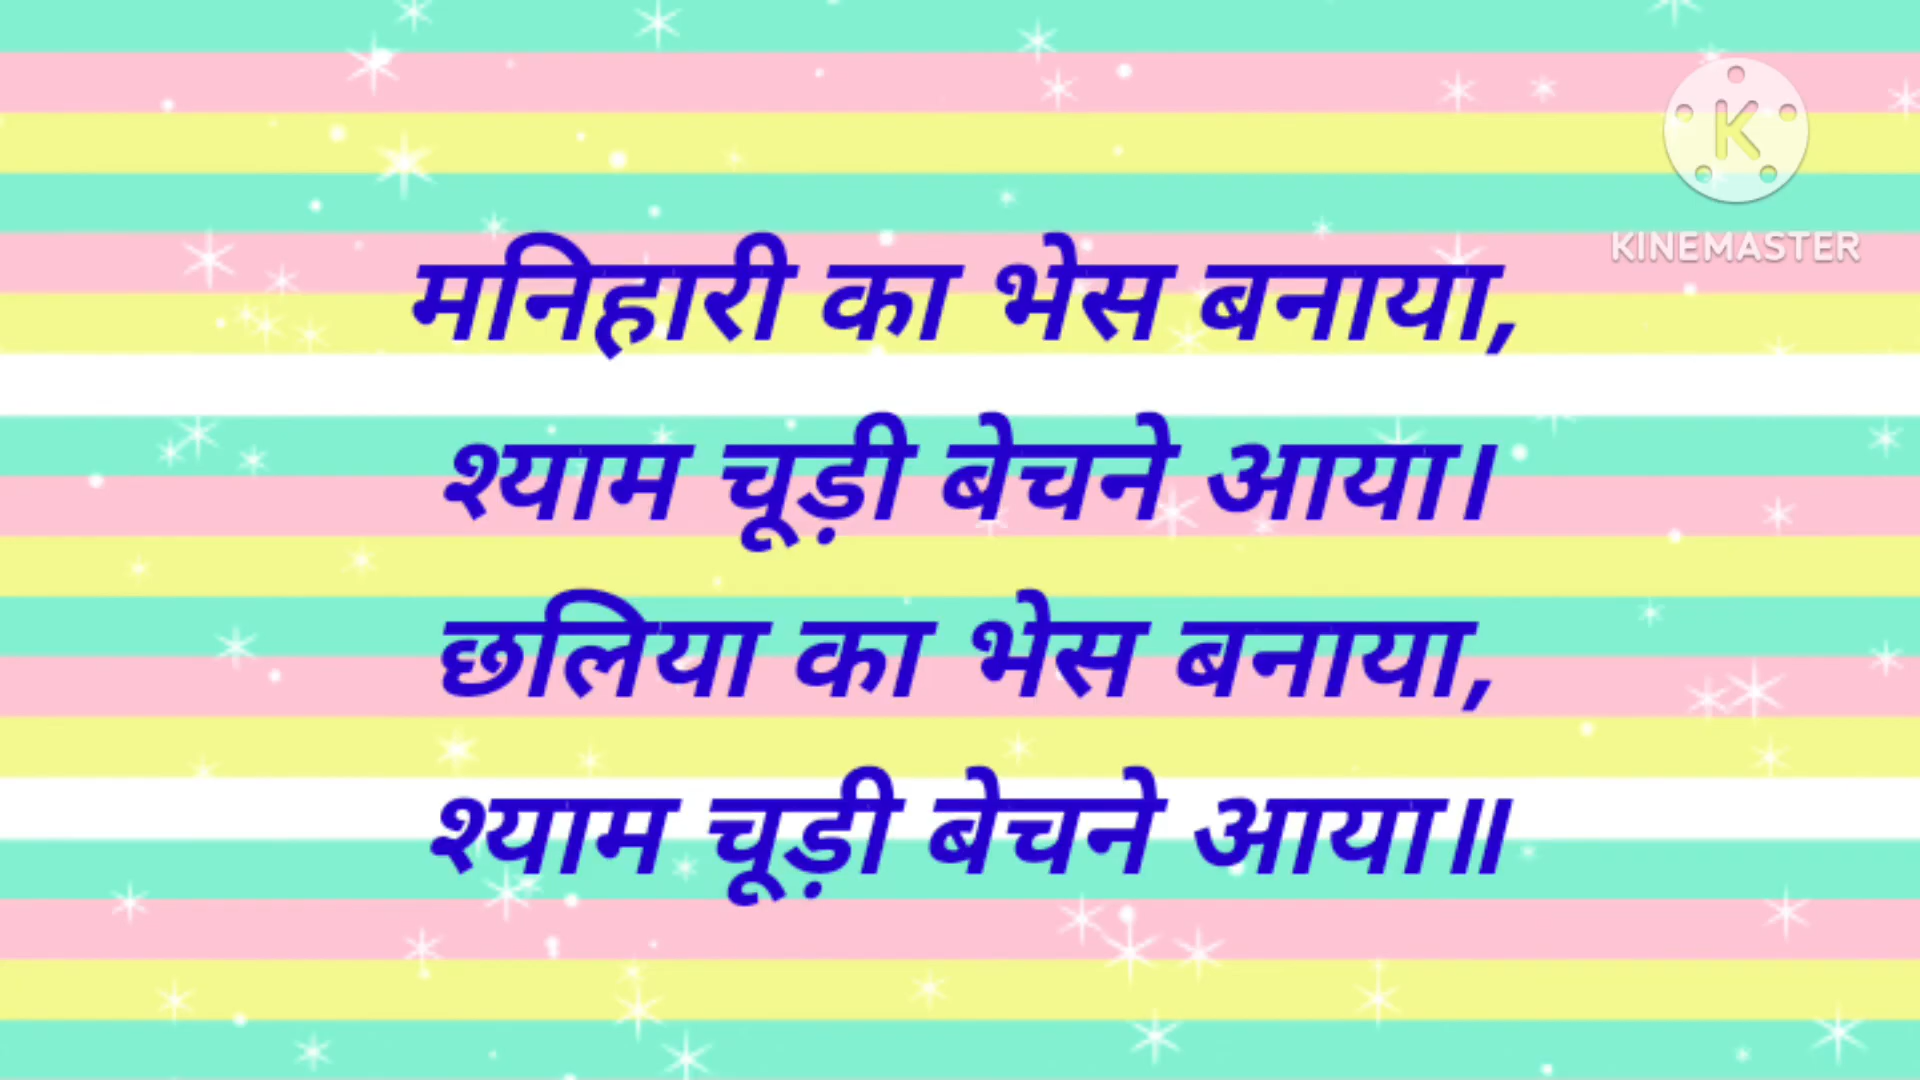 KINEMASTER
मनिहारी का भेस बनाया,
श्याम चूड़ी बेचने आया।
छलिया का भेस बनाया,
श्याम चूड़ी बेचने आया॥